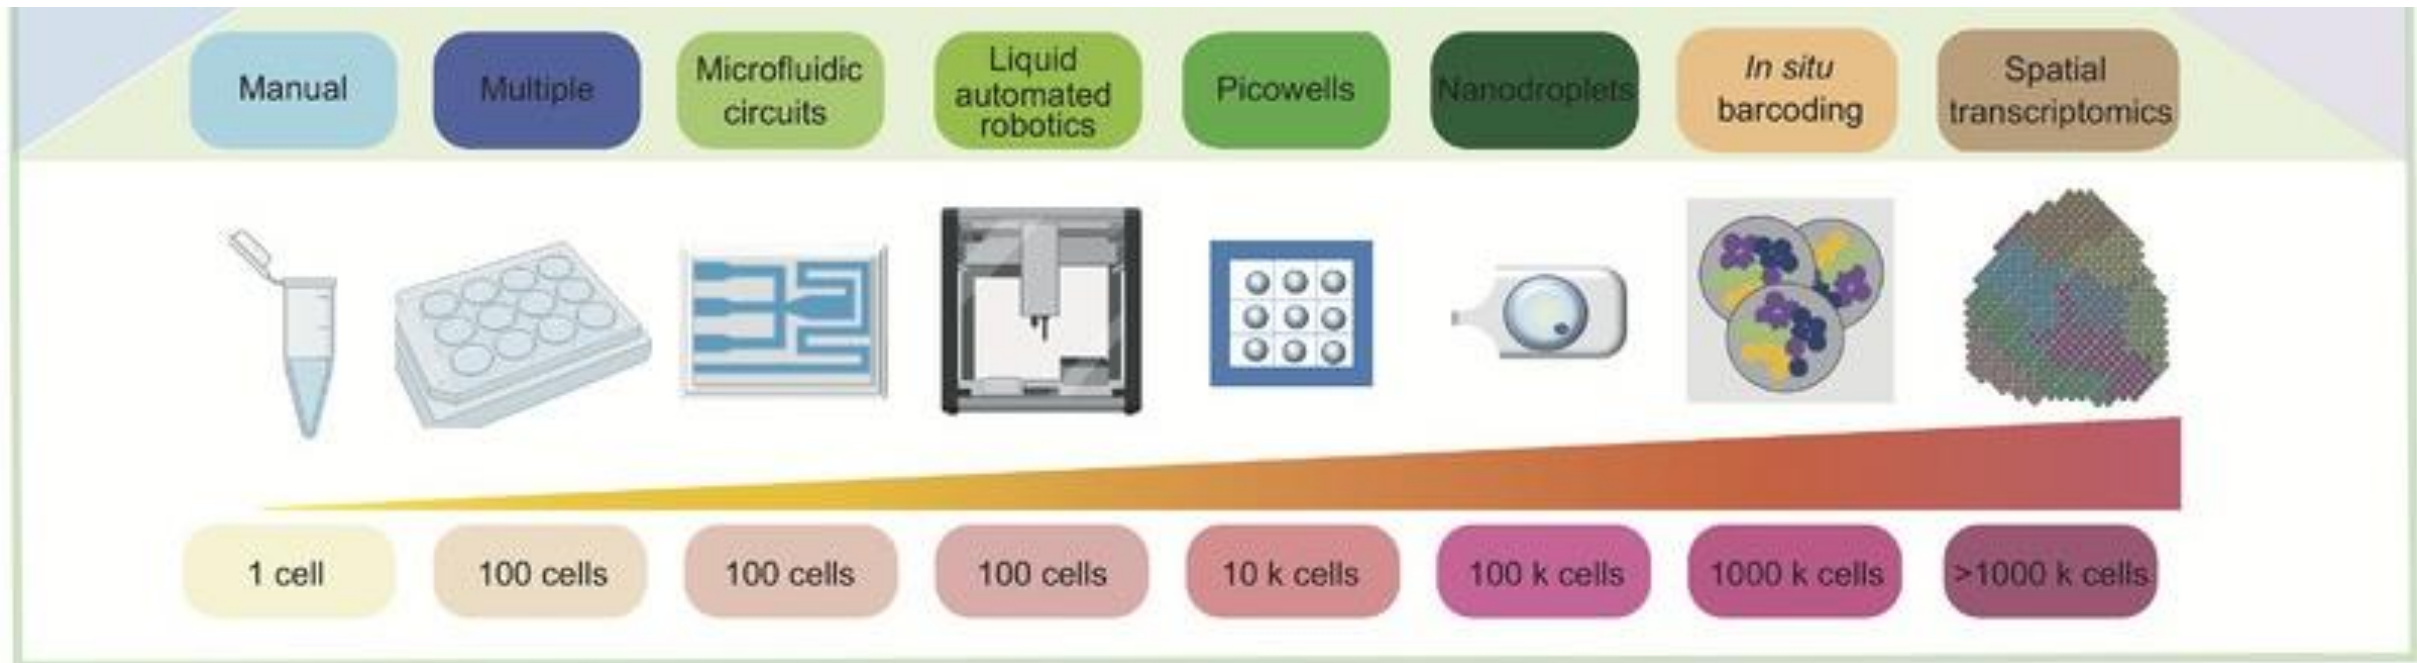 Manual
Multiple
Microfluidic
circuits
Liquid
automated
robotics
Picowells
Nanodroplets
In situ
barcoding
Spatial
transcriptomics
1 cell
100 cells
100 cells
100 cells
10 k cells
100 k cells
1000 k cells
>1000 k cells